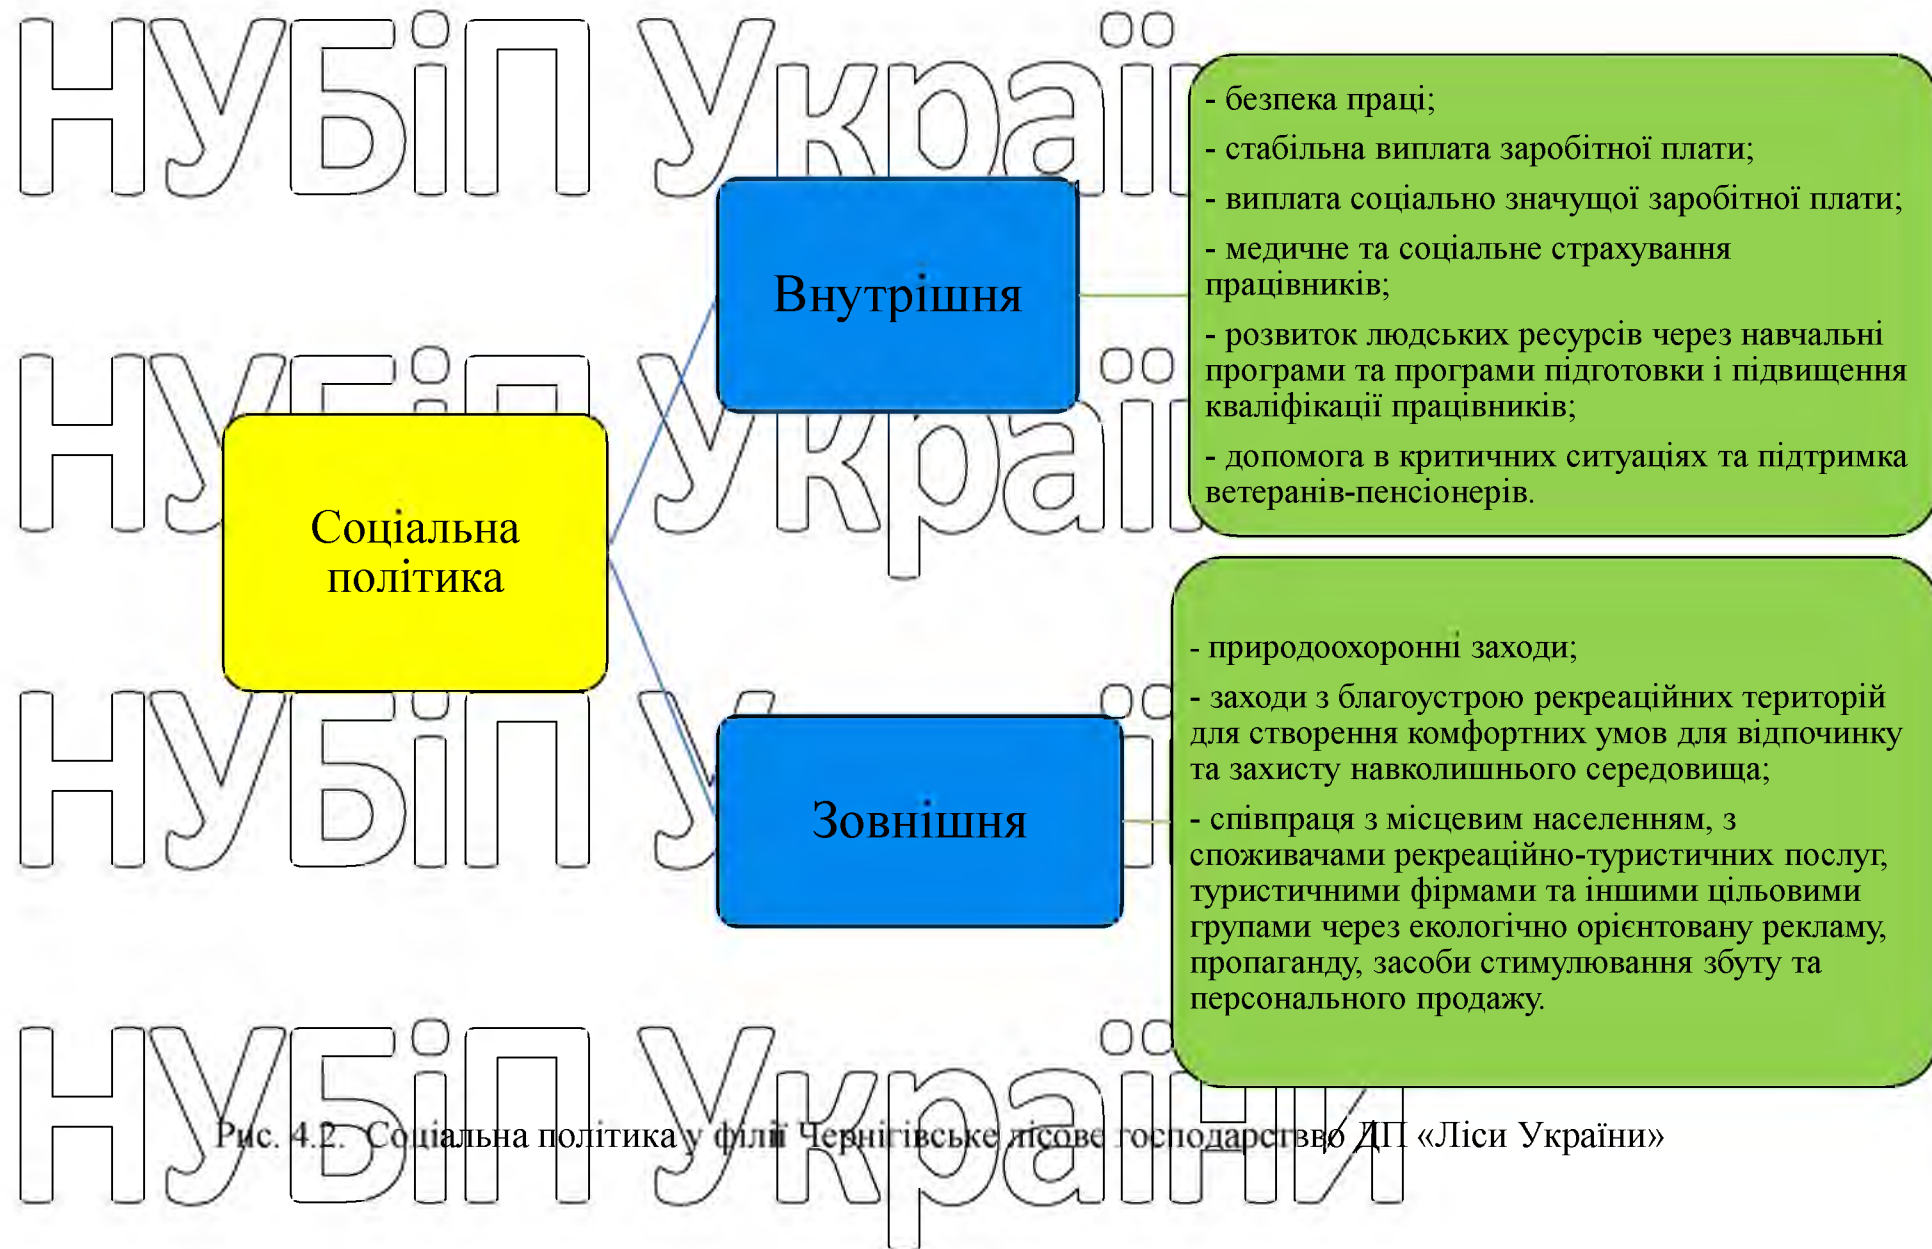 НУБіП Украї
- безпека праці;
- стабільна виплата заробітної плати;
- виплата соціально значущої заробітної плати;
- медичне та соціальне страхування
працівників;
- розвиток людських ресурсів через навчальні
програми та програми підготовки і підвищення
кваліфікації працівників;
- допомога в критичних ситуаціях та підтримка
ветеранів-пенсіонерів.
Внутрішня
НУБіП Украї
Соціальна
політика
НУБіП У
Зовнішня
- природоохоронні заходи;
- заходи з благоустрою рекреаційних територій
для створення комфортних умов для відпочинку
та захисту навколишнього середовища;
- співпраця з місцевим населенням, з
споживачами рекреаційно-туристичних послуг,
туристичними фірмами та іншими цільовими
групами через екологічно орієнтовану рекламу,
пропаганду, засоби стимулювання збуту та
персонального продажу.
НУБіП України
Рис. 4.2. Соціальна політика у філії Чернігівське лісове господарствво ДП «Ліси України»